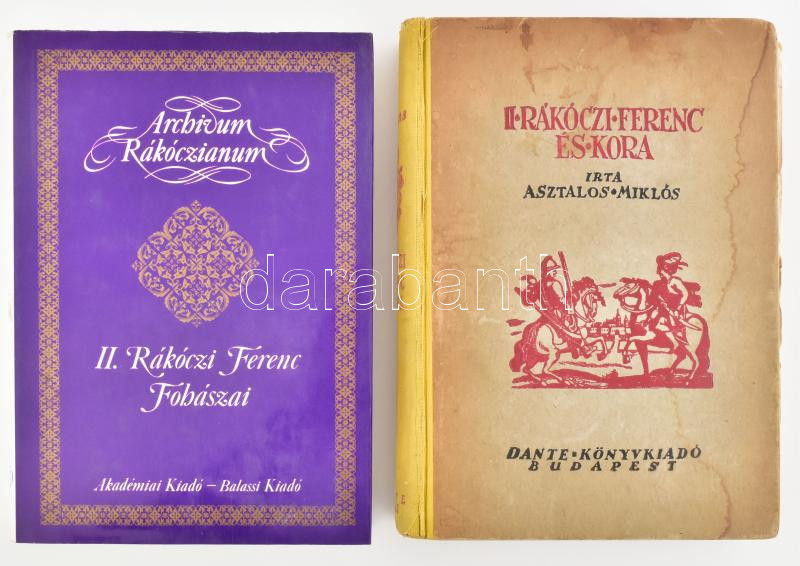 Archivum
Rákóczianum
II. Rákóczi Ferenc
Fohászai
Akadémiai Kiadó – Balassi Kiadó
II•RÁKÓCZI•FERENC
ÉS•KORA
IRTA
ASZTALOS•MIKLÓS
DANTE•KÖNYVKIADÓ
BUDAPEST
darabanth